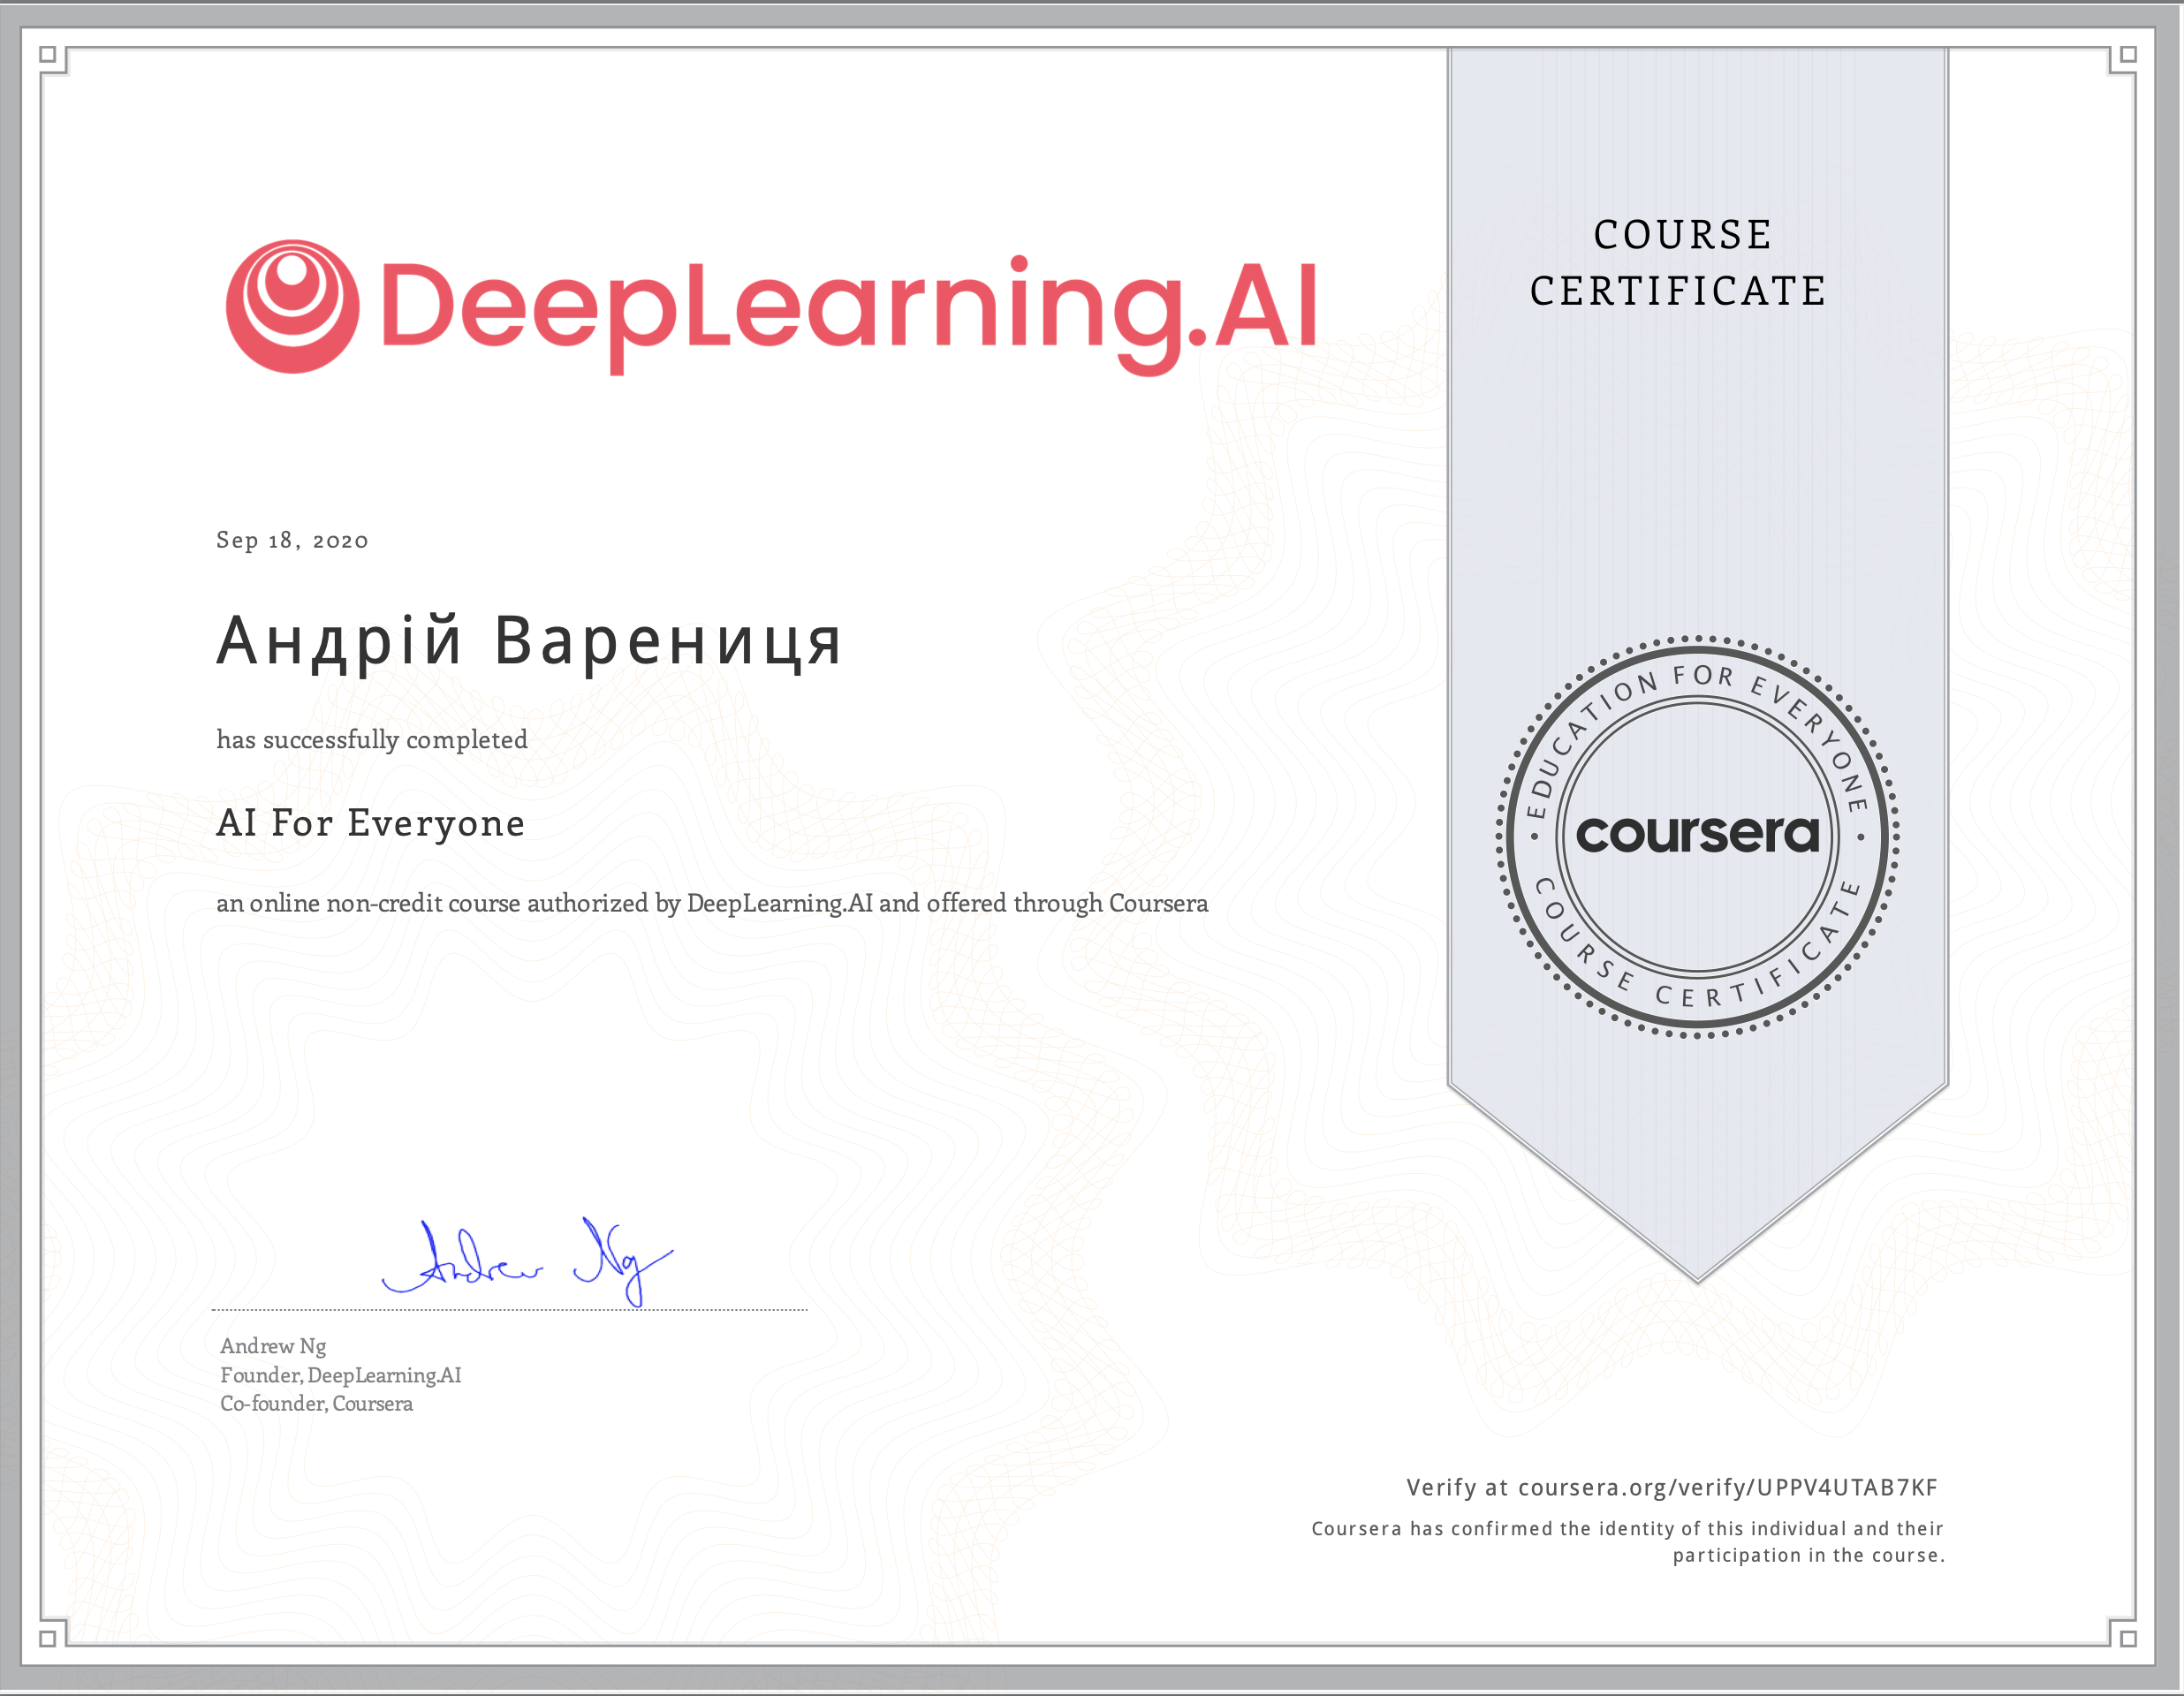 DeepLearning.AI
COURSE
CERTIFICATE
Sep 18, 2020
Андрій Варениця
has successfully completed
AI For Everyone
an online non-credit course authorized by DeepLearning.AI and offered through Coursera
EDUCATION FOR EVERYONE
coursera
COURSE CERTIFICATE
Andrew Ng
Andrew Ng
Founder, DeepLearning.AI
Co-founder, Coursera
Verify at coursera.org/verify/UPPV4UTAB7KF
Coursera has confirmed the identity of this individual and their
participation in the course.